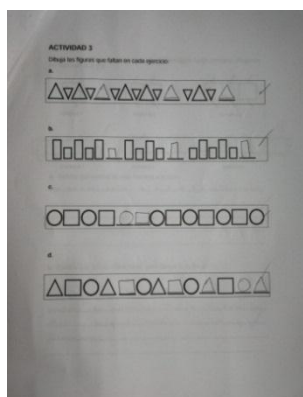 ACTIVIDAD 3
Dibuja las figuras que faltan en cada ejercicio:
a.
b.
c.
d.